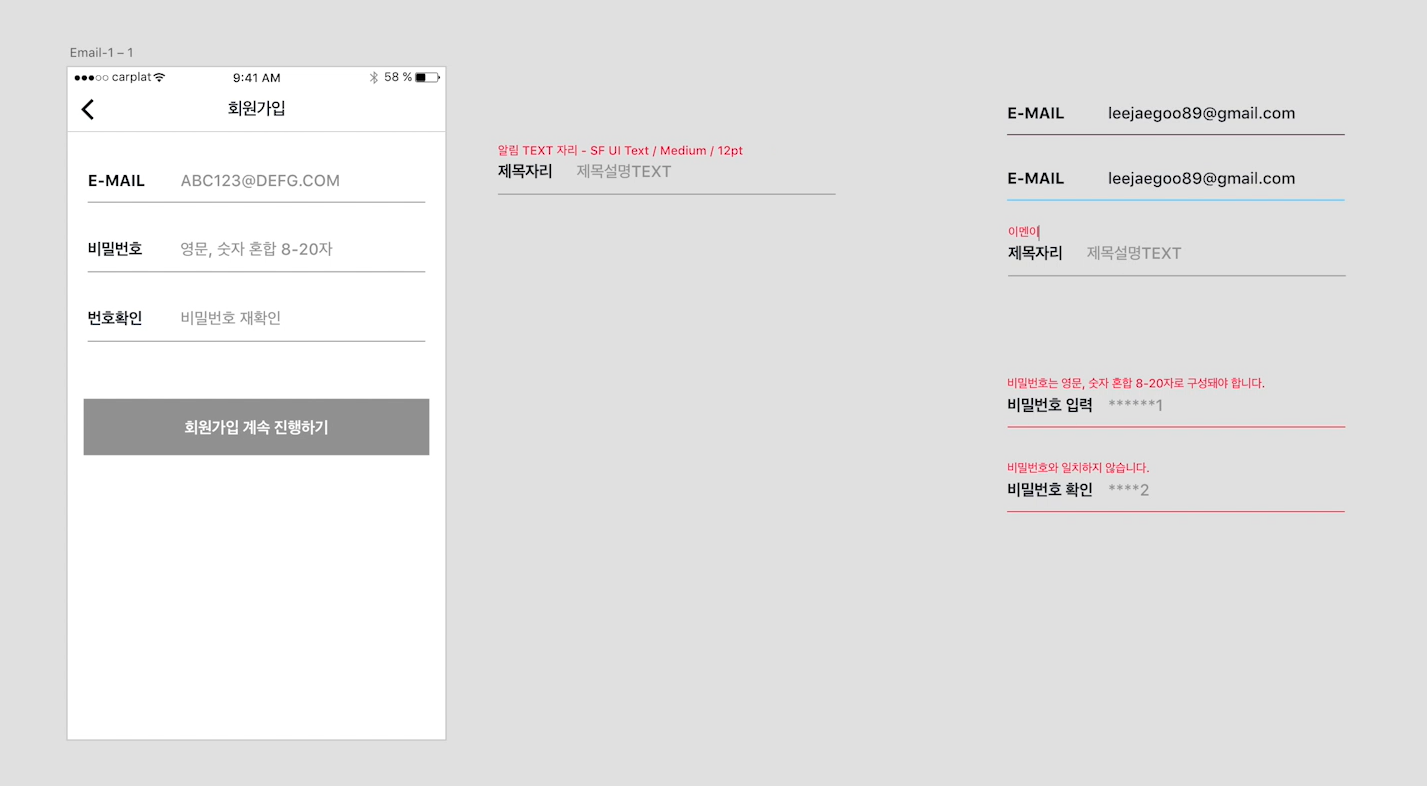 Email-1 – 1
carplat 9:41 AM 58 %
회원가입
E-MAIL ABC123@DEFG.COM
비밀번호 영문, 숫자 혼합 8-20자
번호확인 비밀번호 재확인
회원가입 계속 진행하기
알림 TEXT 자리 - SF UI Text / Medium / 12pt
제목자리 제목설명TEXT
E-MAIL leejaegoo89@gmail.com
E-MAIL leejaegoo89@gmail.com
이멘이
제목자리 제목설명TEXT
비밀번호는 영문, 숫자 혼합 8-20자로 구성돼야 합니다.
비밀번호 입력 ******1
비밀번호와 일치하지 않습니다.
비밀번호 확인 ****2